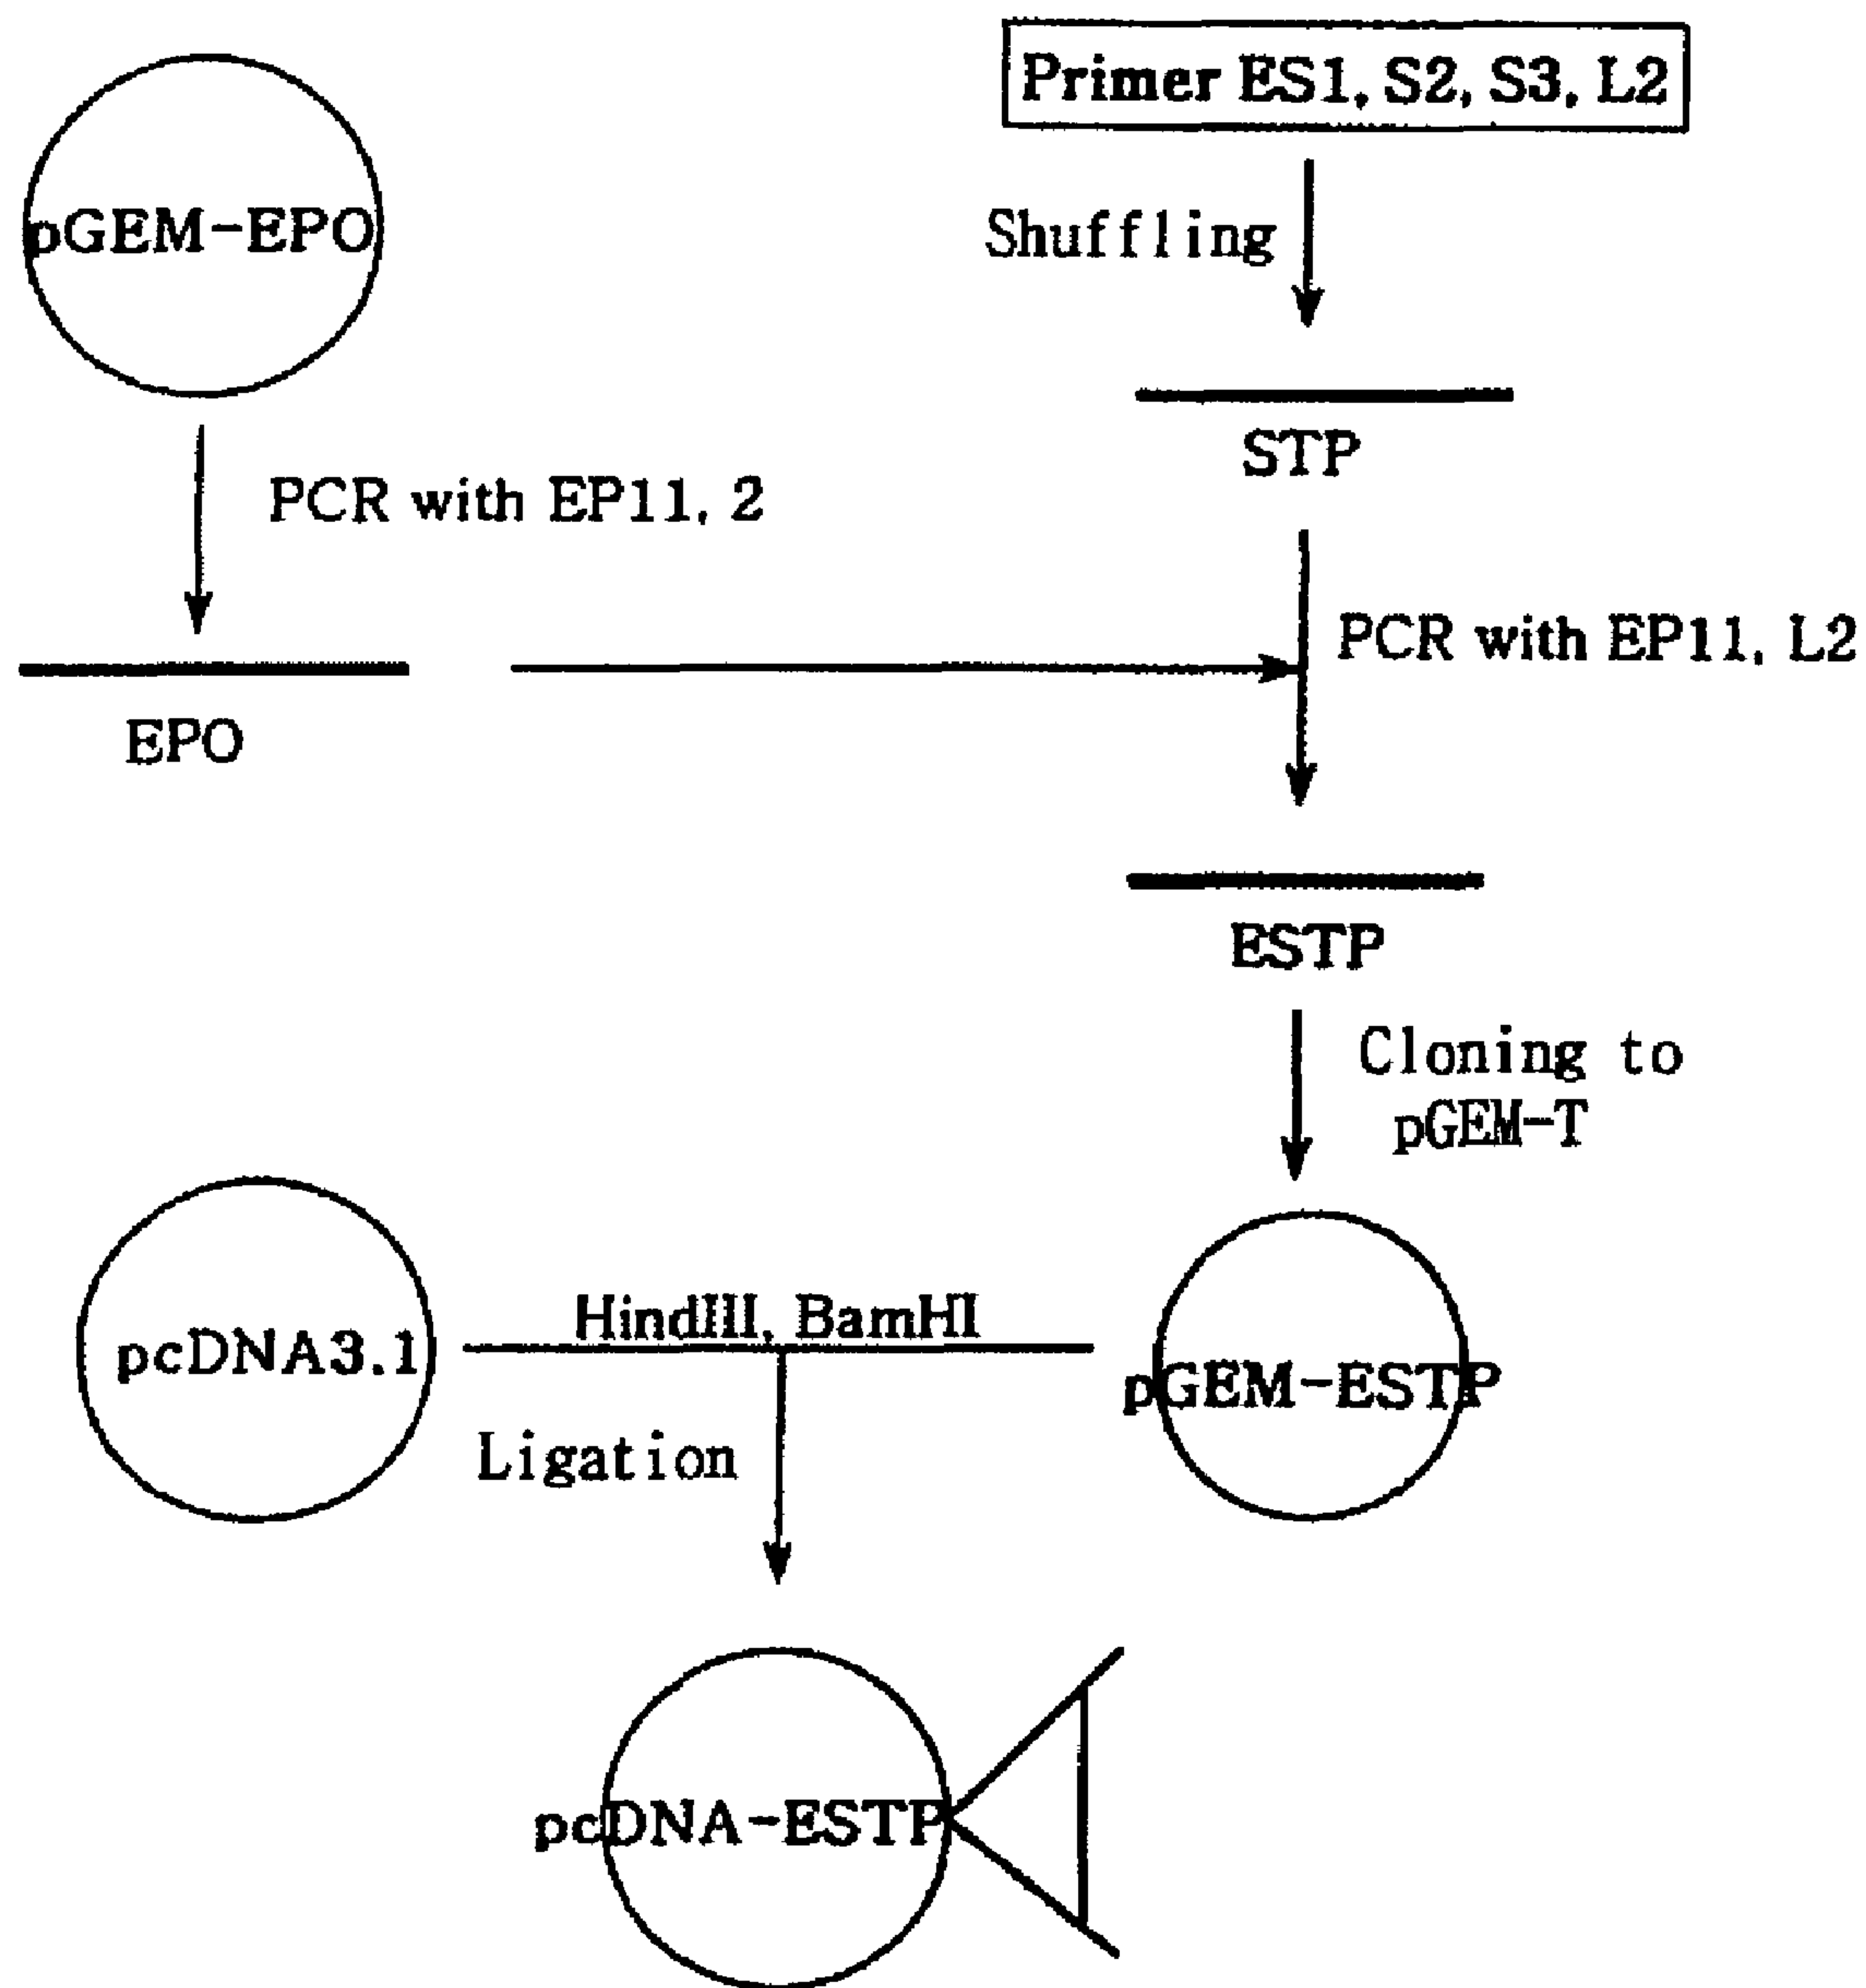 Primer ES1, S2, S3, L2
pGEM-EPO
Shuffling
STP
PCR with EP11, 2
PCR with EP11, L2
EPO
ESTP
Cloning to
pGEM-T
HindIII, BamHI
pcDNA3.1
pGEM-ESTP
Ligation
pcDNA-ESTP